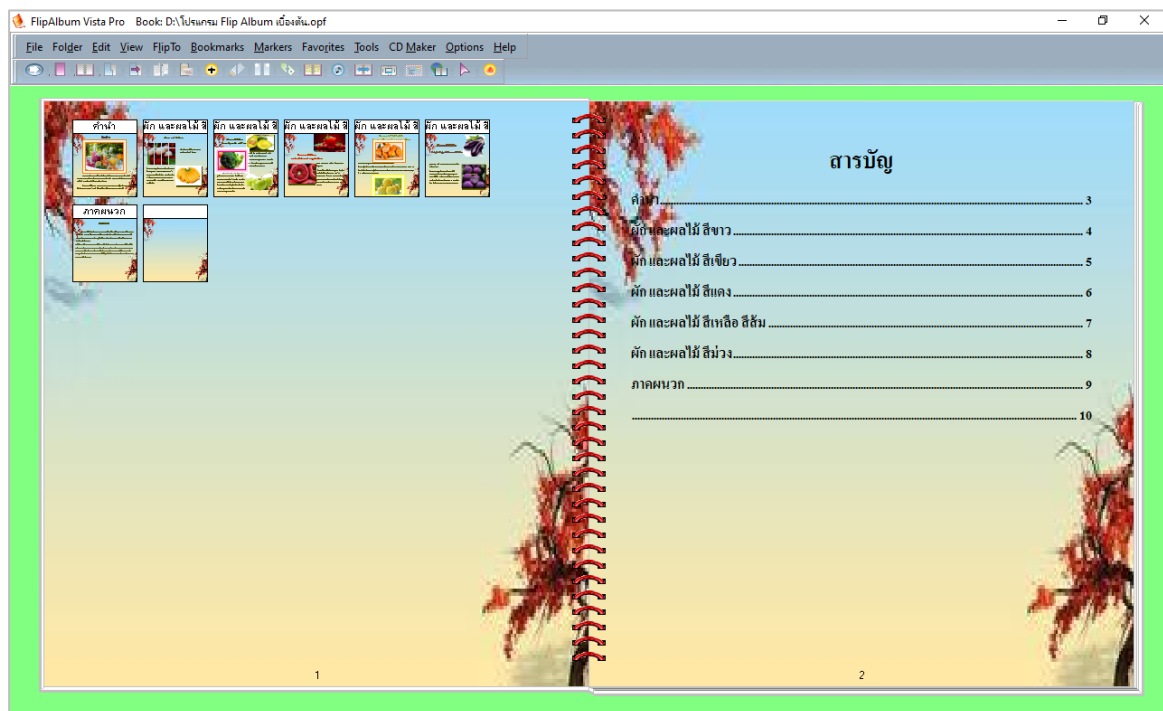 FlipAlbum Vista Pro Book: D:\โปรแกรม Flip Album เบื้องต้น.opf
File Folder Edit View FlipTo Bookmarks Markers Favorites Tools CD Maker Options Help
คำนำ ผัก และผลไม้ สี ผัก และผลไม้ สี ผัก และผลไม้ สี ผัก และผลไม้ สี ผัก และผลไม้ สี
ภาคผนวก
1
สารบัญ
คำนำ 3
ผัก และผลไม้ สีขาว 4
ผัก และผลไม้ สีเขียว 5
ผัก และผลไม้ สีแดง 6
ผัก และผลไม้ สีเหลือ สีส้ม 7
ผัก และผลไม้ สีม่วง 8
ภาคผนวก 9
10
2